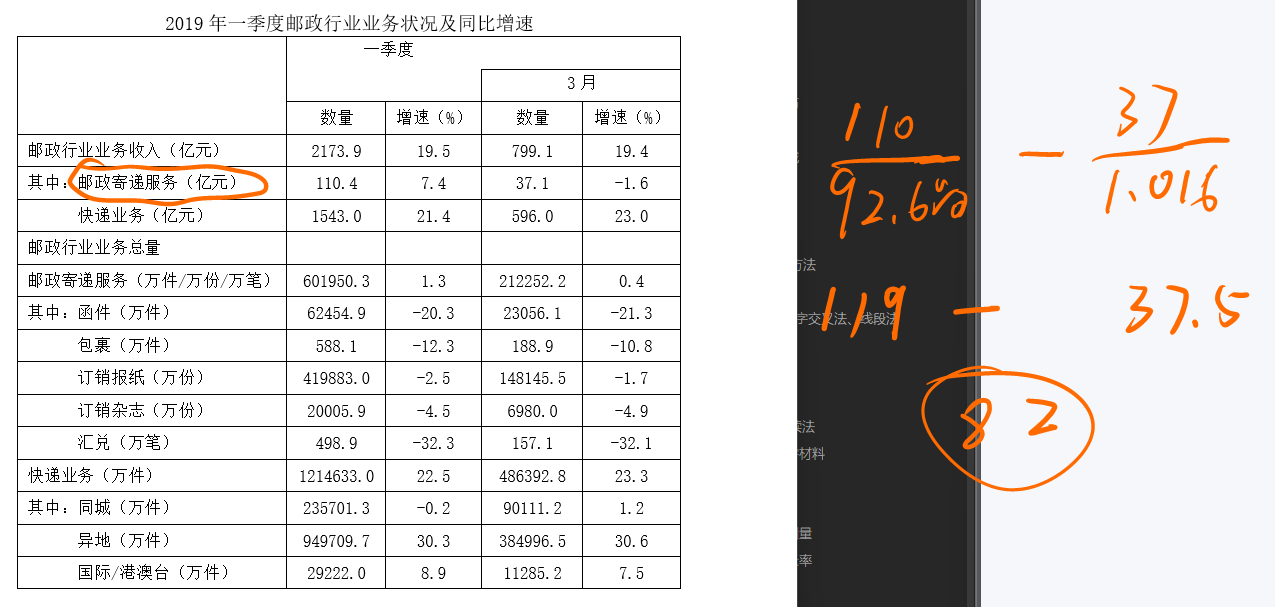 2019 年一季度邮政行业业务状况及同比增速
一季度
3 月
数量 增速（%） 数量 增速（%）
邮政行业业务收入（亿元） 2173.9 19.5 799.1 19.4
其中：邮政寄递服务（亿元） 110.4 7.4 37.1 -1.6
快递业务（亿元） 1543.0 21.4 596.0 23.0
邮政行业业务总量
邮政寄递服务（万件/万份/万笔） 601950.3 1.3 212252.2 0.4
其中：函件（万件） 62454.9 -20.3 23056.1 -21.3
包裹（万件） 588.1 -12.3 188.9 -10.8
订销报纸（万份） 419883.0 -2.5 148145.5 -1.7
订销杂志（万份） 20005.9 -4.5 6980.0 -4.9
汇兑（万笔） 498.9 -32.3 157.1 -32.1
快递业务（万件） 1214633.0 22.5 486392.8 23.3
其中：同城（万件） 235701.3 -0.2 90111.2 1.2
异地（万件） 949709.7 30.3 384996.5 30.6
国际/港澳台（万件） 29222.0 8.9 11285.2 7.5
110 — 37
92.6 1.016
方法
字交叉法、线段法
119 — 37.5
82
法
材料
量
率